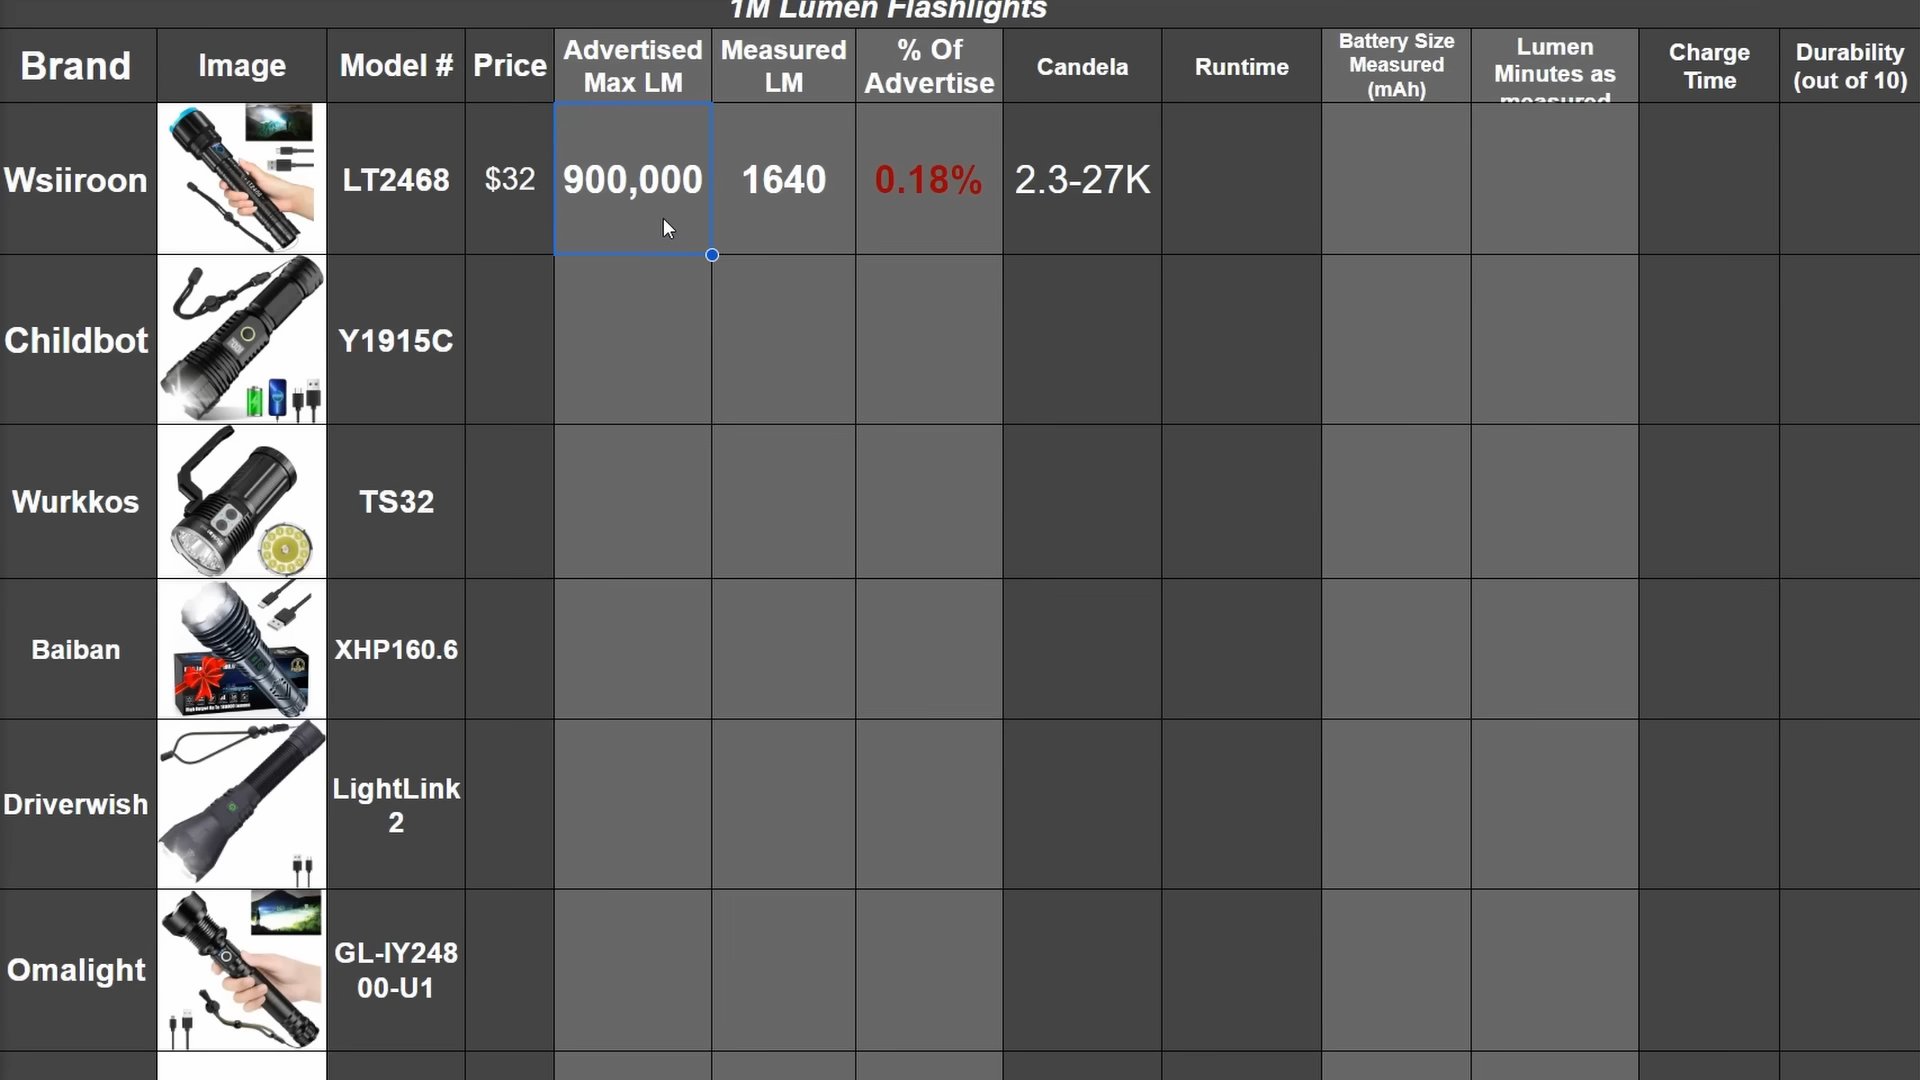 1M Lumen Flashlights
Brand
Image
Model #
Price
Advertised
Max LM
Measured
LM
% Of
Advertise
Candela
Runtime
Battery Size
Measured
(mAh)
Lumen
Minutes as
measured
Charge
Time
Durability
(out of 10)
Wsiiroon
LT2468
$32
900,000
1640
0.18%
2.3-27K
Childbot
Y1915C
Wurkkos
TS32
Baiban
XHP160.6
Driverwish
LightLink
2
Omalight
GL-IY248
00-U1